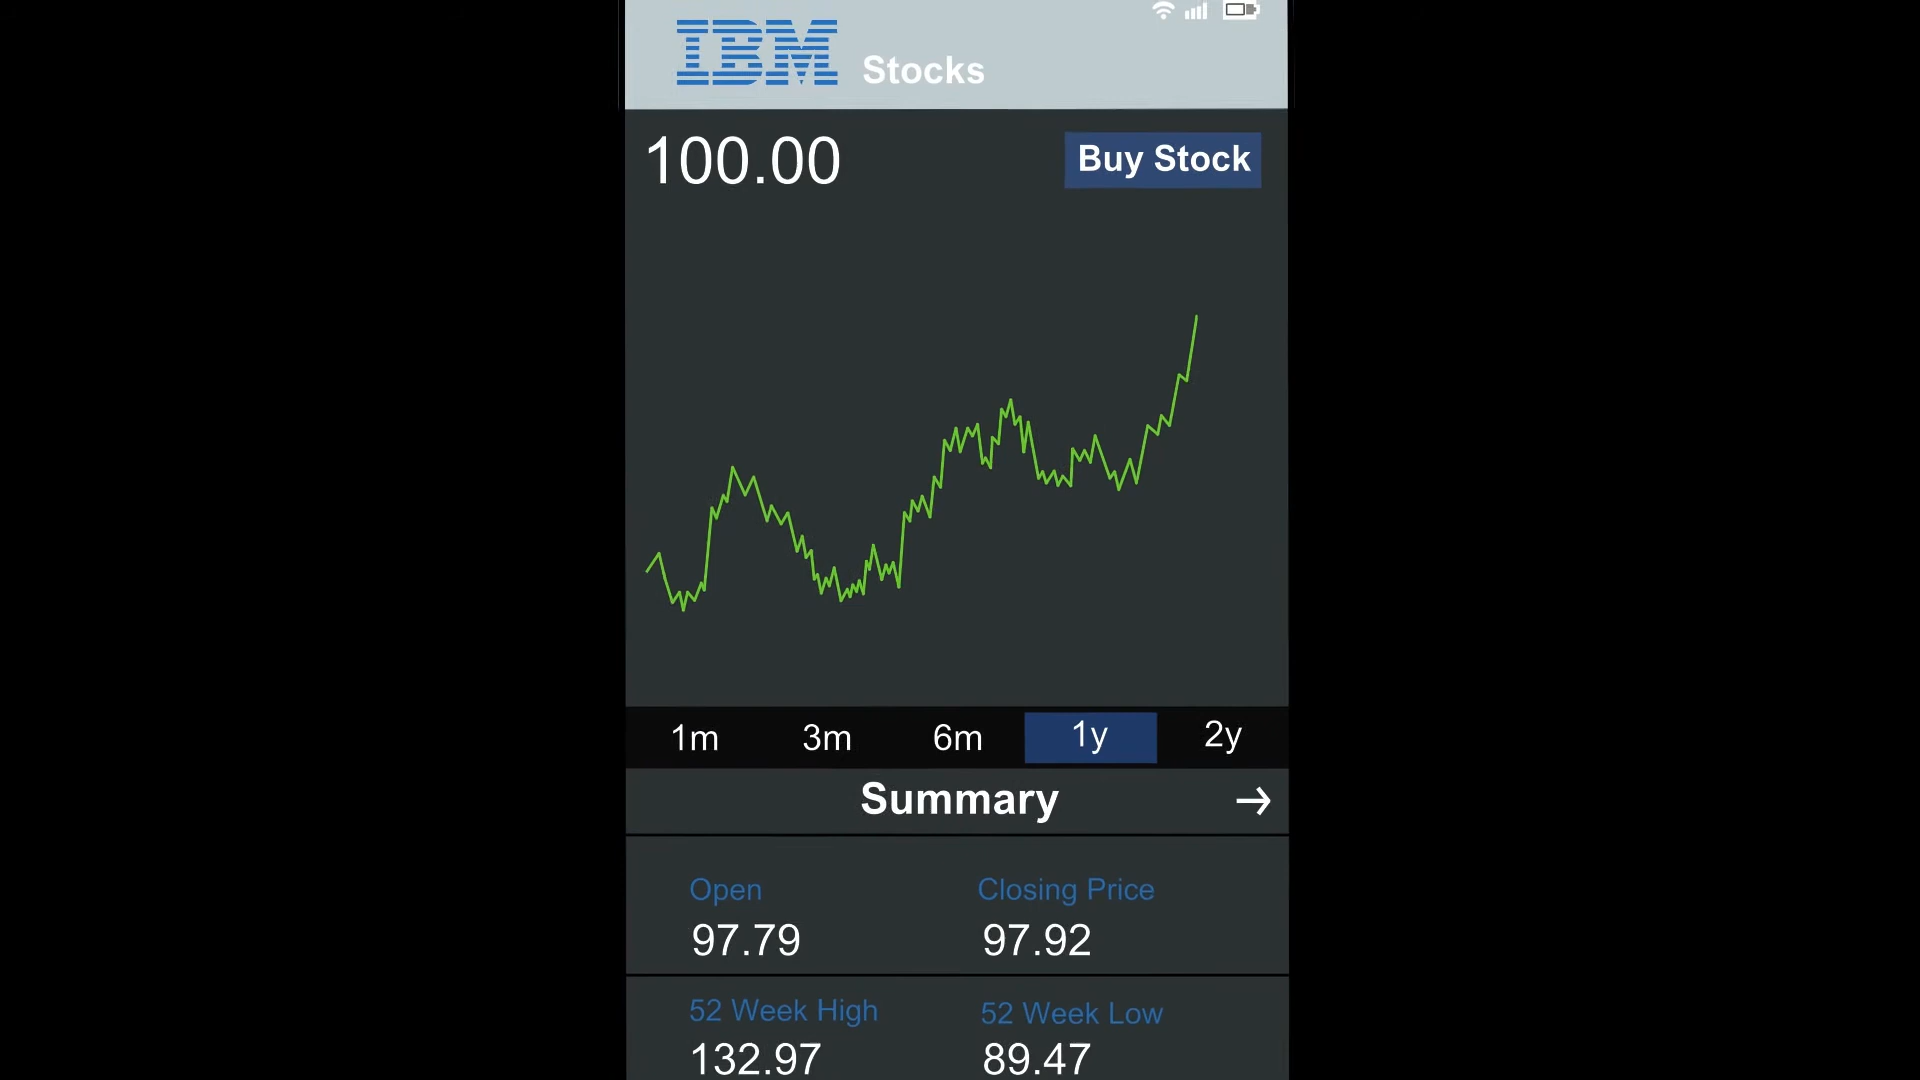 IBM Stocks
100.00 Buy Stock
1m 3m 6m 1y 2y
Summary
Open Closing Price
97.79 97.92
52 Week High 52 Week Low
132.97 89.47